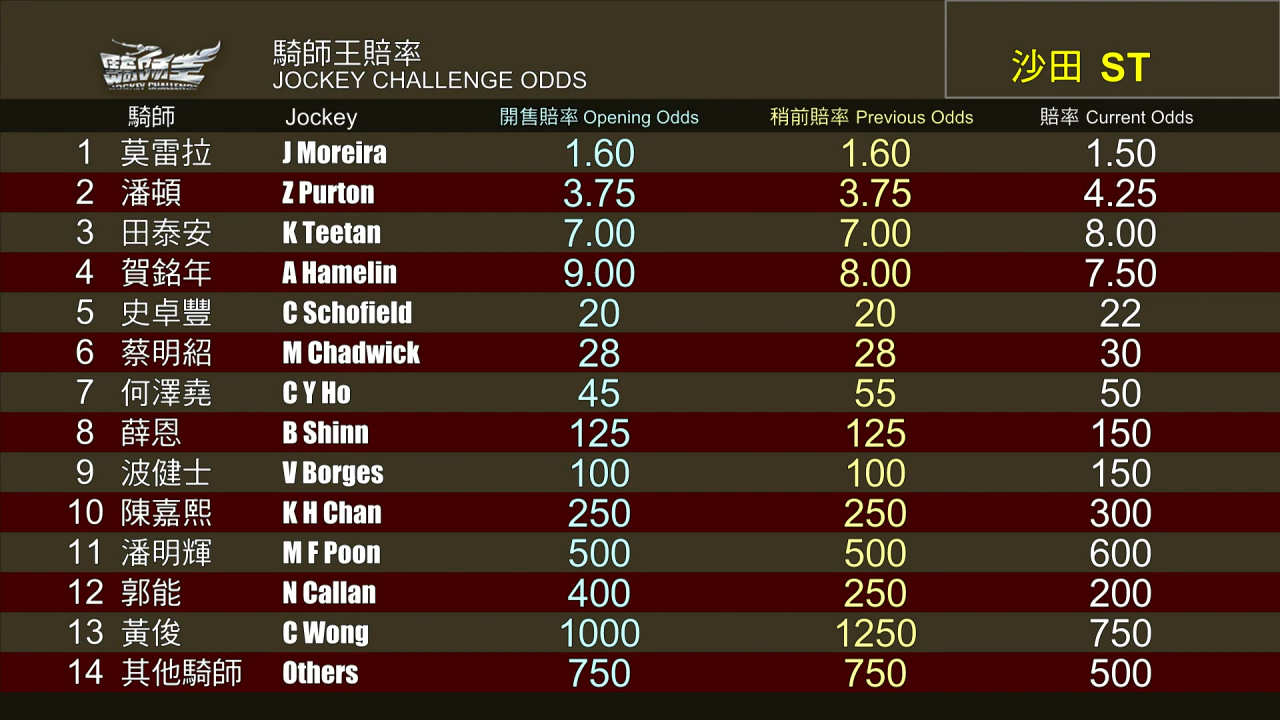 騎師王
JOCKEY CHALLENGE
騎師王賠率
JOCKEY CHALLENGE ODDS
沙田 ST
騎師 Jockey 開售賠率 Opening Odds 稍前賠率 Previous Odds 賠率 Current Odds
1 莫雷拉 J Moreira 1.60 1.60 1.50
2 潘頓 Z Purton 3.75 3.75 4.25
3 田泰安 K Teetan 7.00 7.00 8.00
4 賀銘年 A Hamelin 9.00 8.00 7.50
5 史卓豐 C Schofield 20 20 22
6 蔡明紹 M Chadwick 28 28 30
7 何澤堯 C Y Ho 45 55 50
8 薛恩 B Shinn 125 125 150
9 波健士 V Borges 100 100 150
10 陳嘉熙 K H Chan 250 250 300
11 潘明輝 M F Poon 500 500 600
12 郭能 N Callan 400 250 200
13 黃俊 C Wong 1000 1250 750
14 其他騎師 Others 750 750 500